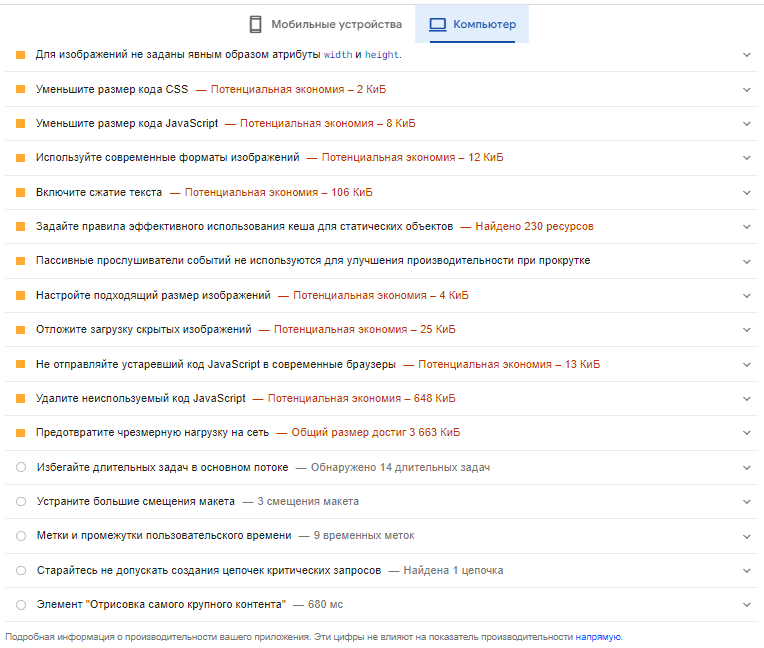 Мобильные устройства
Компьютер
Для изображений не заданы явным образом атрибуты width и height.
Уменьшите размер кода CSS — Потенциальная экономия – 2 КиБ
Уменьшите размер кода JavaScript — Потенциальная экономия – 8 КиБ
Используйте современные форматы изображений — Потенциальная экономия – 12 КиБ
Включите сжатие текста — Потенциальная экономия – 106 КиБ
Задайте правила эффективного использования кеша для статических объектов — Найдено 230 ресурсов
Пассивные прослушиватели событий не используются для улучшения производительности при прокрутке
Настройте подходящий размер изображений — Потенциальная экономия – 4 КиБ
Отложите загрузку скрытых изображений — Потенциальная экономия – 25 КиБ
Не отправляйте устаревший код JavaScript в современные браузеры — Потенциальная экономия – 13 КиБ
Удалите неиспользуемый код JavaScript — Потенциальная экономия – 648 КиБ
Предотвратите чрезмерную нагрузку на сеть — Общий размер достиг 3 663 КиБ
Избегайте длительных задач в основном потоке — Обнаружено 14 длительных задач
Устраните большие смещения макета — 3 смещения макета
Метки и промежутки пользовательского времени — 9 временных меток
Старайтесь не допускать создания цепочек критических запросов — Найдена 1 цепочка
Элемент "Отрисовка самого крупного контента" — 680 мс
Подробная информация о производительности вашего приложения. Эти цифры не влияют на показатель производительности напрямую.